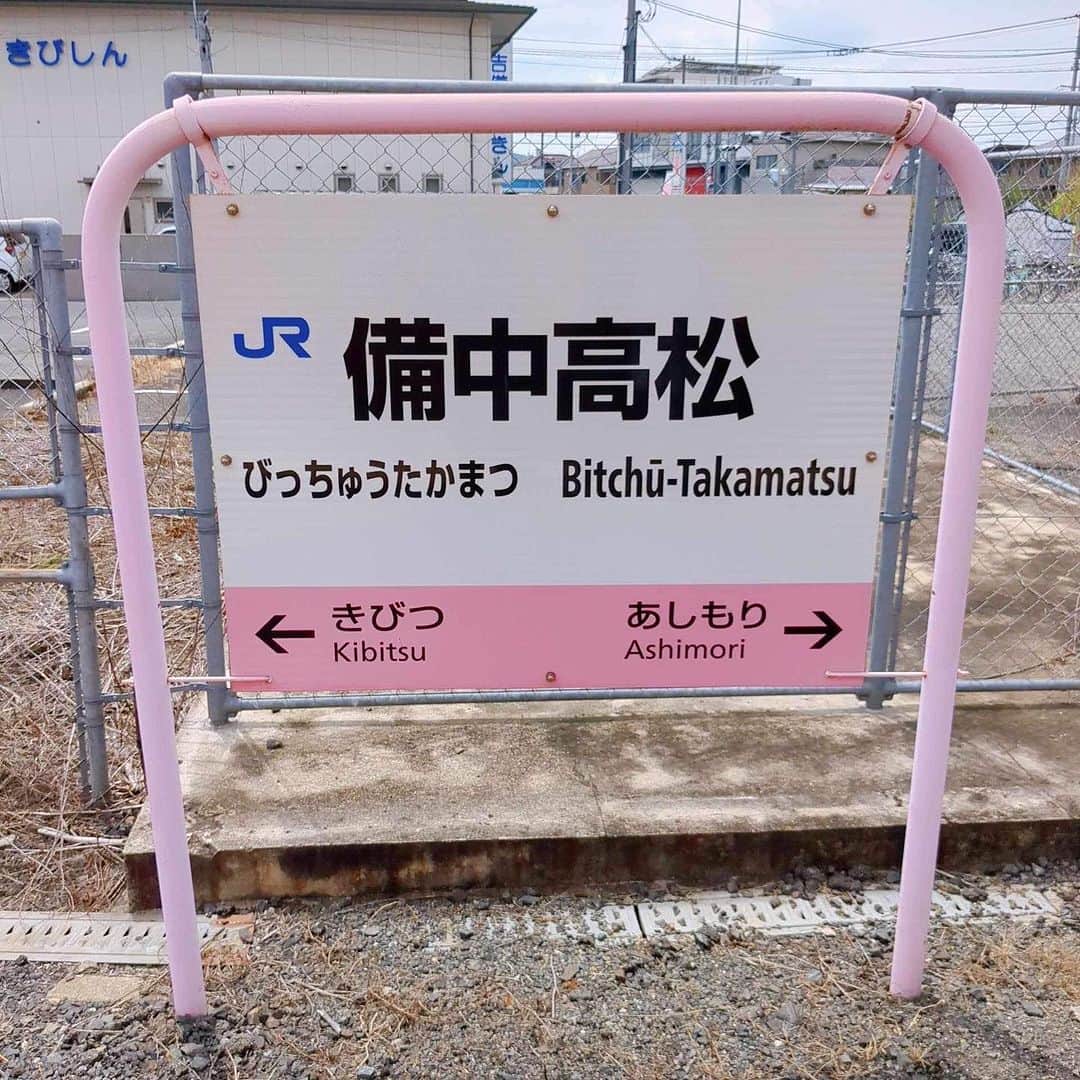 きびしん
JR 備中高松
びっちゅうたかまつ Bitchū-Takamatsu
← きびつ あしもり →
Kibitsu Ashimori